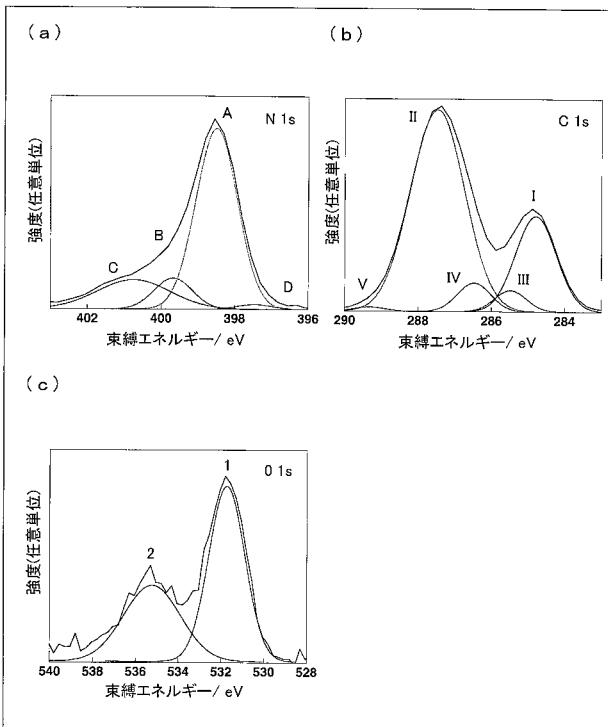 (a)
(b)
強度(任意単位)
N 1s
A
B
C
D
402
400
398
396
束縛エネルギー/ eV
強度(任意単位)
C 1s
II
I
V
IV
III
290
288
286
284
束縛エネルギー/ eV
(c)
強度(任意単位)
O 1s
1
2
540
538
536
534
532
530
528
束縛エネルギー/ eV